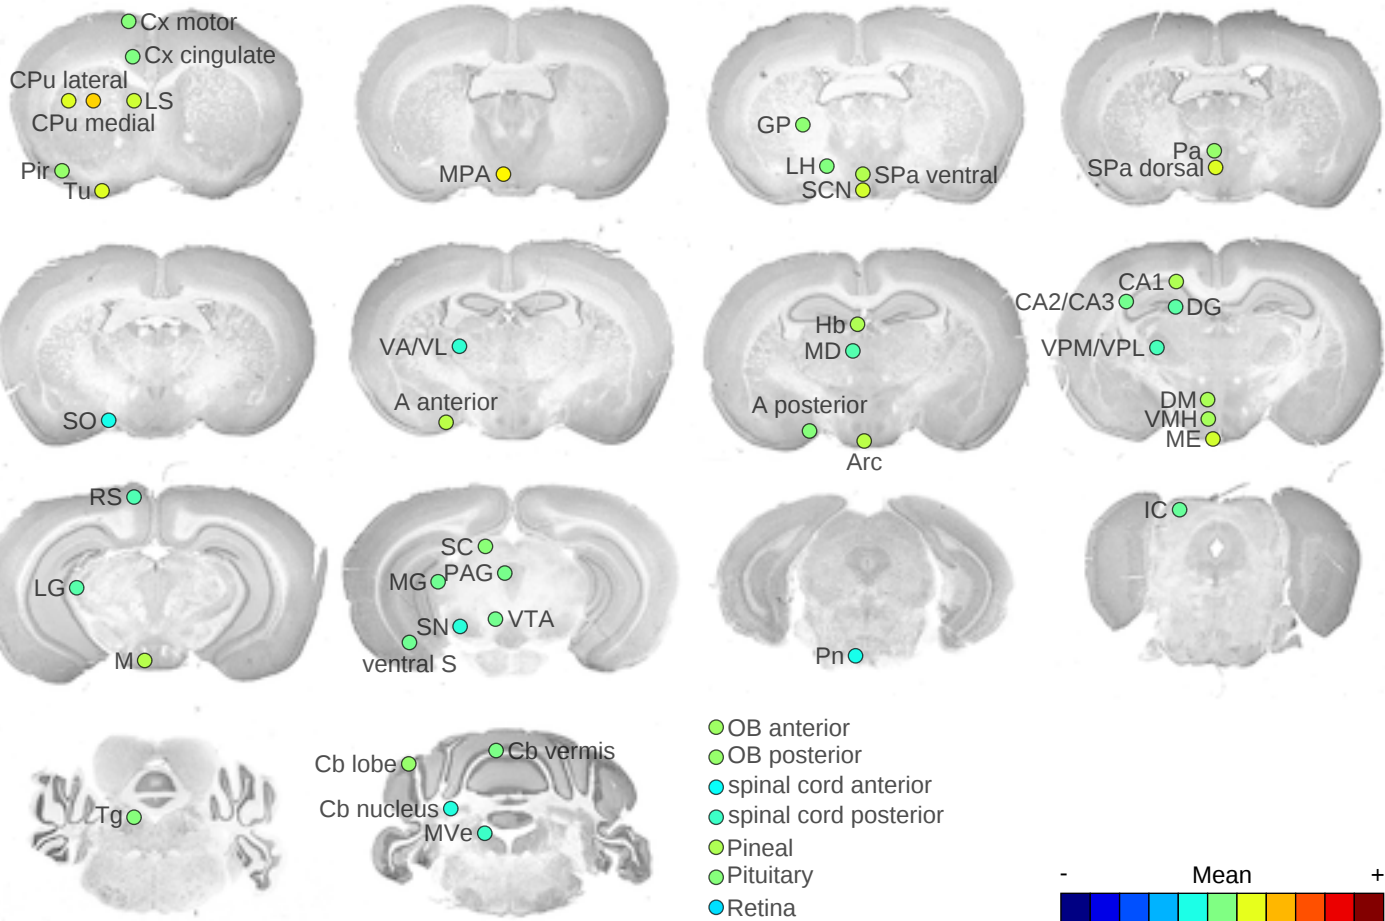 Cx motor
Cx cingulate
CPu lateral
LS
CPu medial
Pir
Tu
MPA
GP
LH
SPa ventral
SCN
Pa
SPa dorsal
SO
VA/VL
A anterior
Hb
MD
A posterior
Arc
CA1
CA2/CA3
DG
VPM/VPL
DM
VMH
ME
RS
LG
M
SC
MG
PAG
SN
VTA
ventral S
Pn
IC
Tg
Cb lobe
Cb vermis
Cb nucleus
MVe
OB anterior
OB posterior
spinal cord anterior
spinal cord posterior
Pineal
Pituitary
Retina
- Mean +